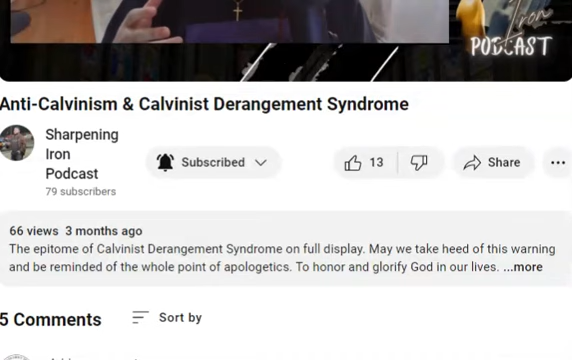 Iron
PODCAST
Anti-Calvinism & Calvinist Derangement Syndrome
Sharpening
Iron
Podcast
79 subscribers
Subscribed
13
Share
66 views 3 months ago
The epitome of Calvinist Derangement Syndrome on full display. May we take heed of this warning
and be reminded of the whole point of apologetics. To honor and glorify God in our lives. ...more
5 Comments
Sort by